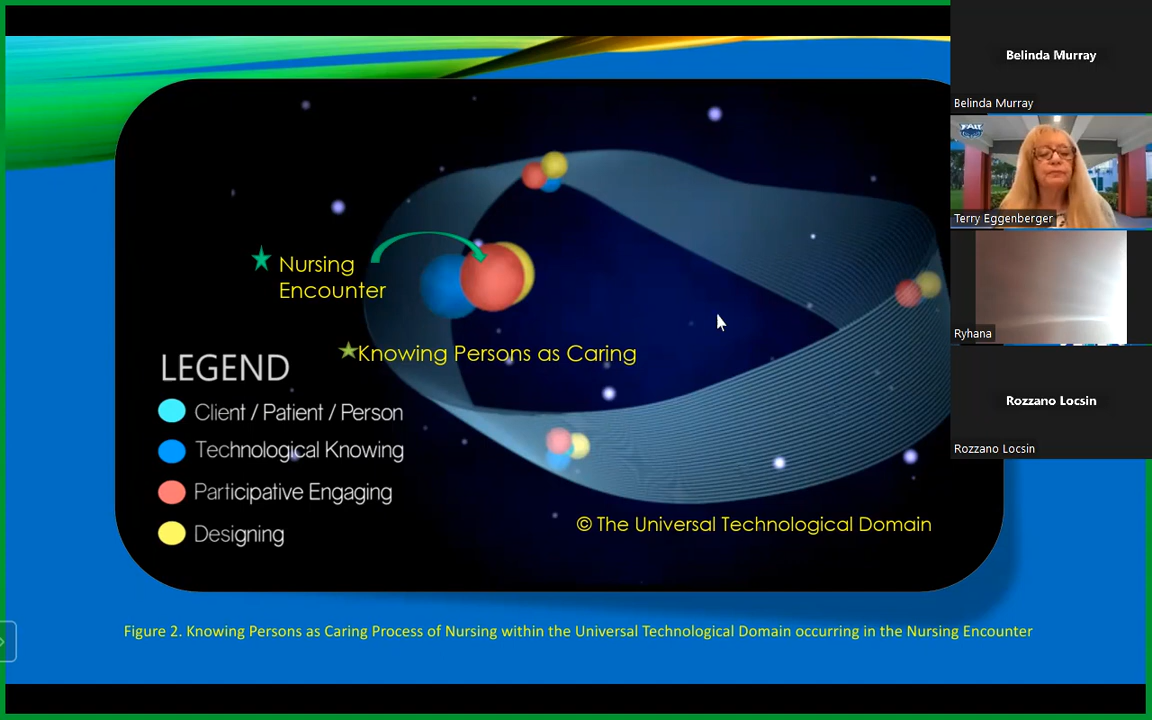 Nursing
Encounter
Knowing Persons as Caring
LEGEND
Client / Patient / Person
Technological Knowing
Participative Engaging
Designing
© The Universal Technological Domain
Figure 2. Knowing Persons as Caring Process of Nursing within the Universal Technological Domain occurring in the Nursing Encounter
Belinda Murray
Belinda Murray
FAU
Terry Eggenberger
Ryhana
Rozzano Locsin
Rozzano Locsin